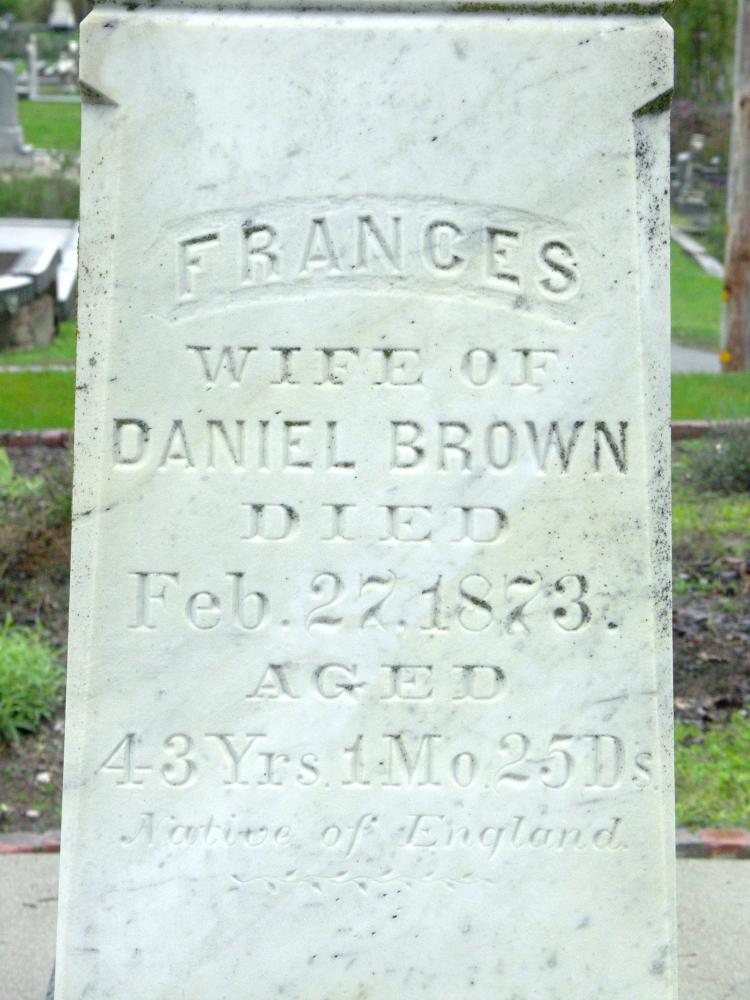 FRANCES
WIFE OF
DANIEL BROWN
DIED
Feb. 27, 1873.
AGED
43 Yrs. 1 Mo. 25 Ds.
Native of England.